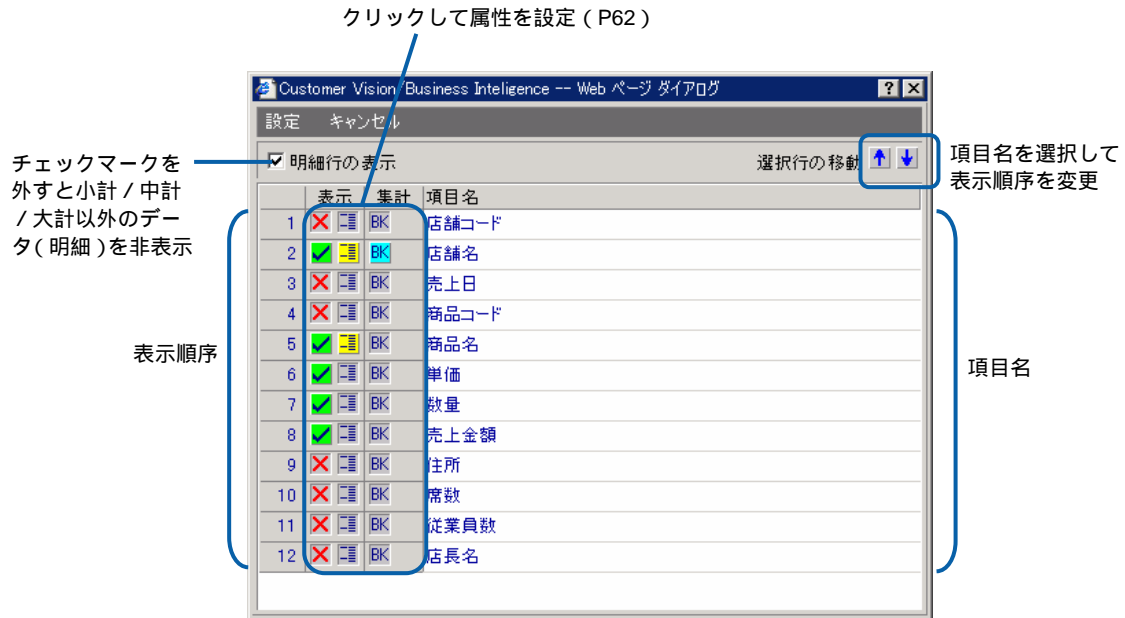 クリックして属性を設定(P62)
Customer Vision/Business Inteligence -- Web ページ ダイアログ
設定 キャンセル
チェックマークを
外すと小計/中計
/大計以外のデー
タ(明細)を非表示
明細行の表示
選択行の移動
項目名を選択して
表示順序を変更
表示 集計 項目名
1 BK 店舗コード
2 BK 店舗名
3 BK 売上日
4 BK 商品コード
5 BK 商品名
6 BK 単価
7 BK 数量
8 BK 売上金額
9 BK 住所
10 BK 席数
11 BK 従業員数
12 BK 店長名
表示順序
項目名